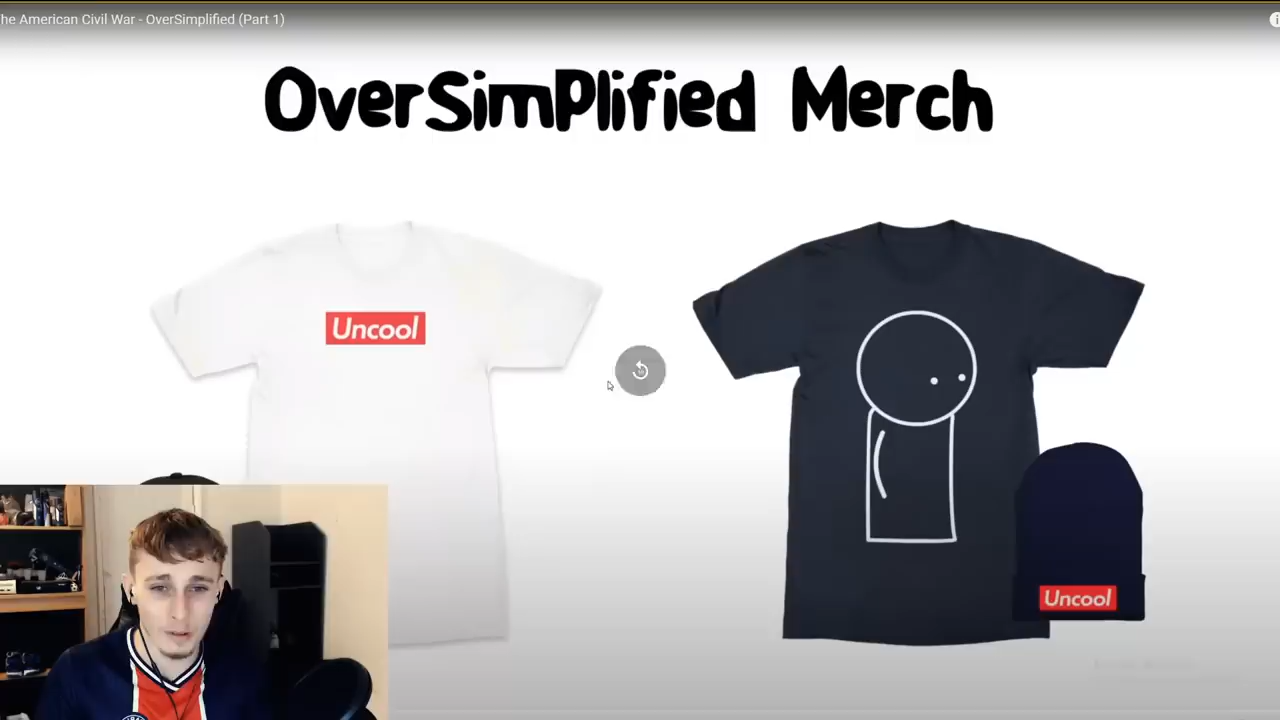 he American Civil War - OverSimplified (Part 1)
OverSimplified Merch
Uncool
Uncool